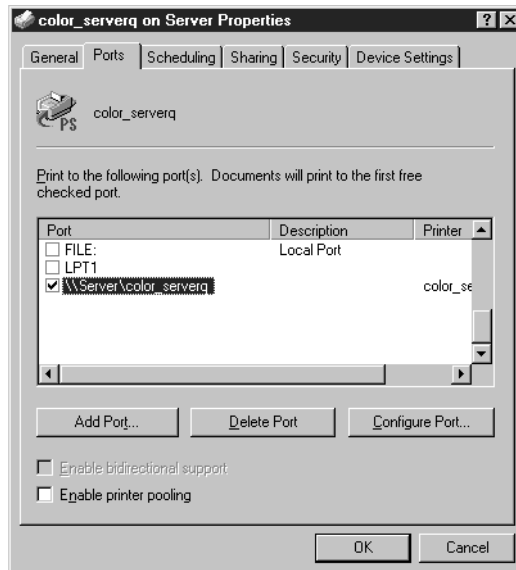 color_serverq on Server Properties
General Ports Scheduling Sharing Security Device Settings
PS
color_serverq
Print to the following port(s). Documents will print to the first free
checked port.
Port Description Printer
FILE: Local Port
LPT1
\\Server\color_serverq color_se
Add Port... Delete Port Configure Port...
Enable bidirectional support
Enable printer pooling
OK Cancel